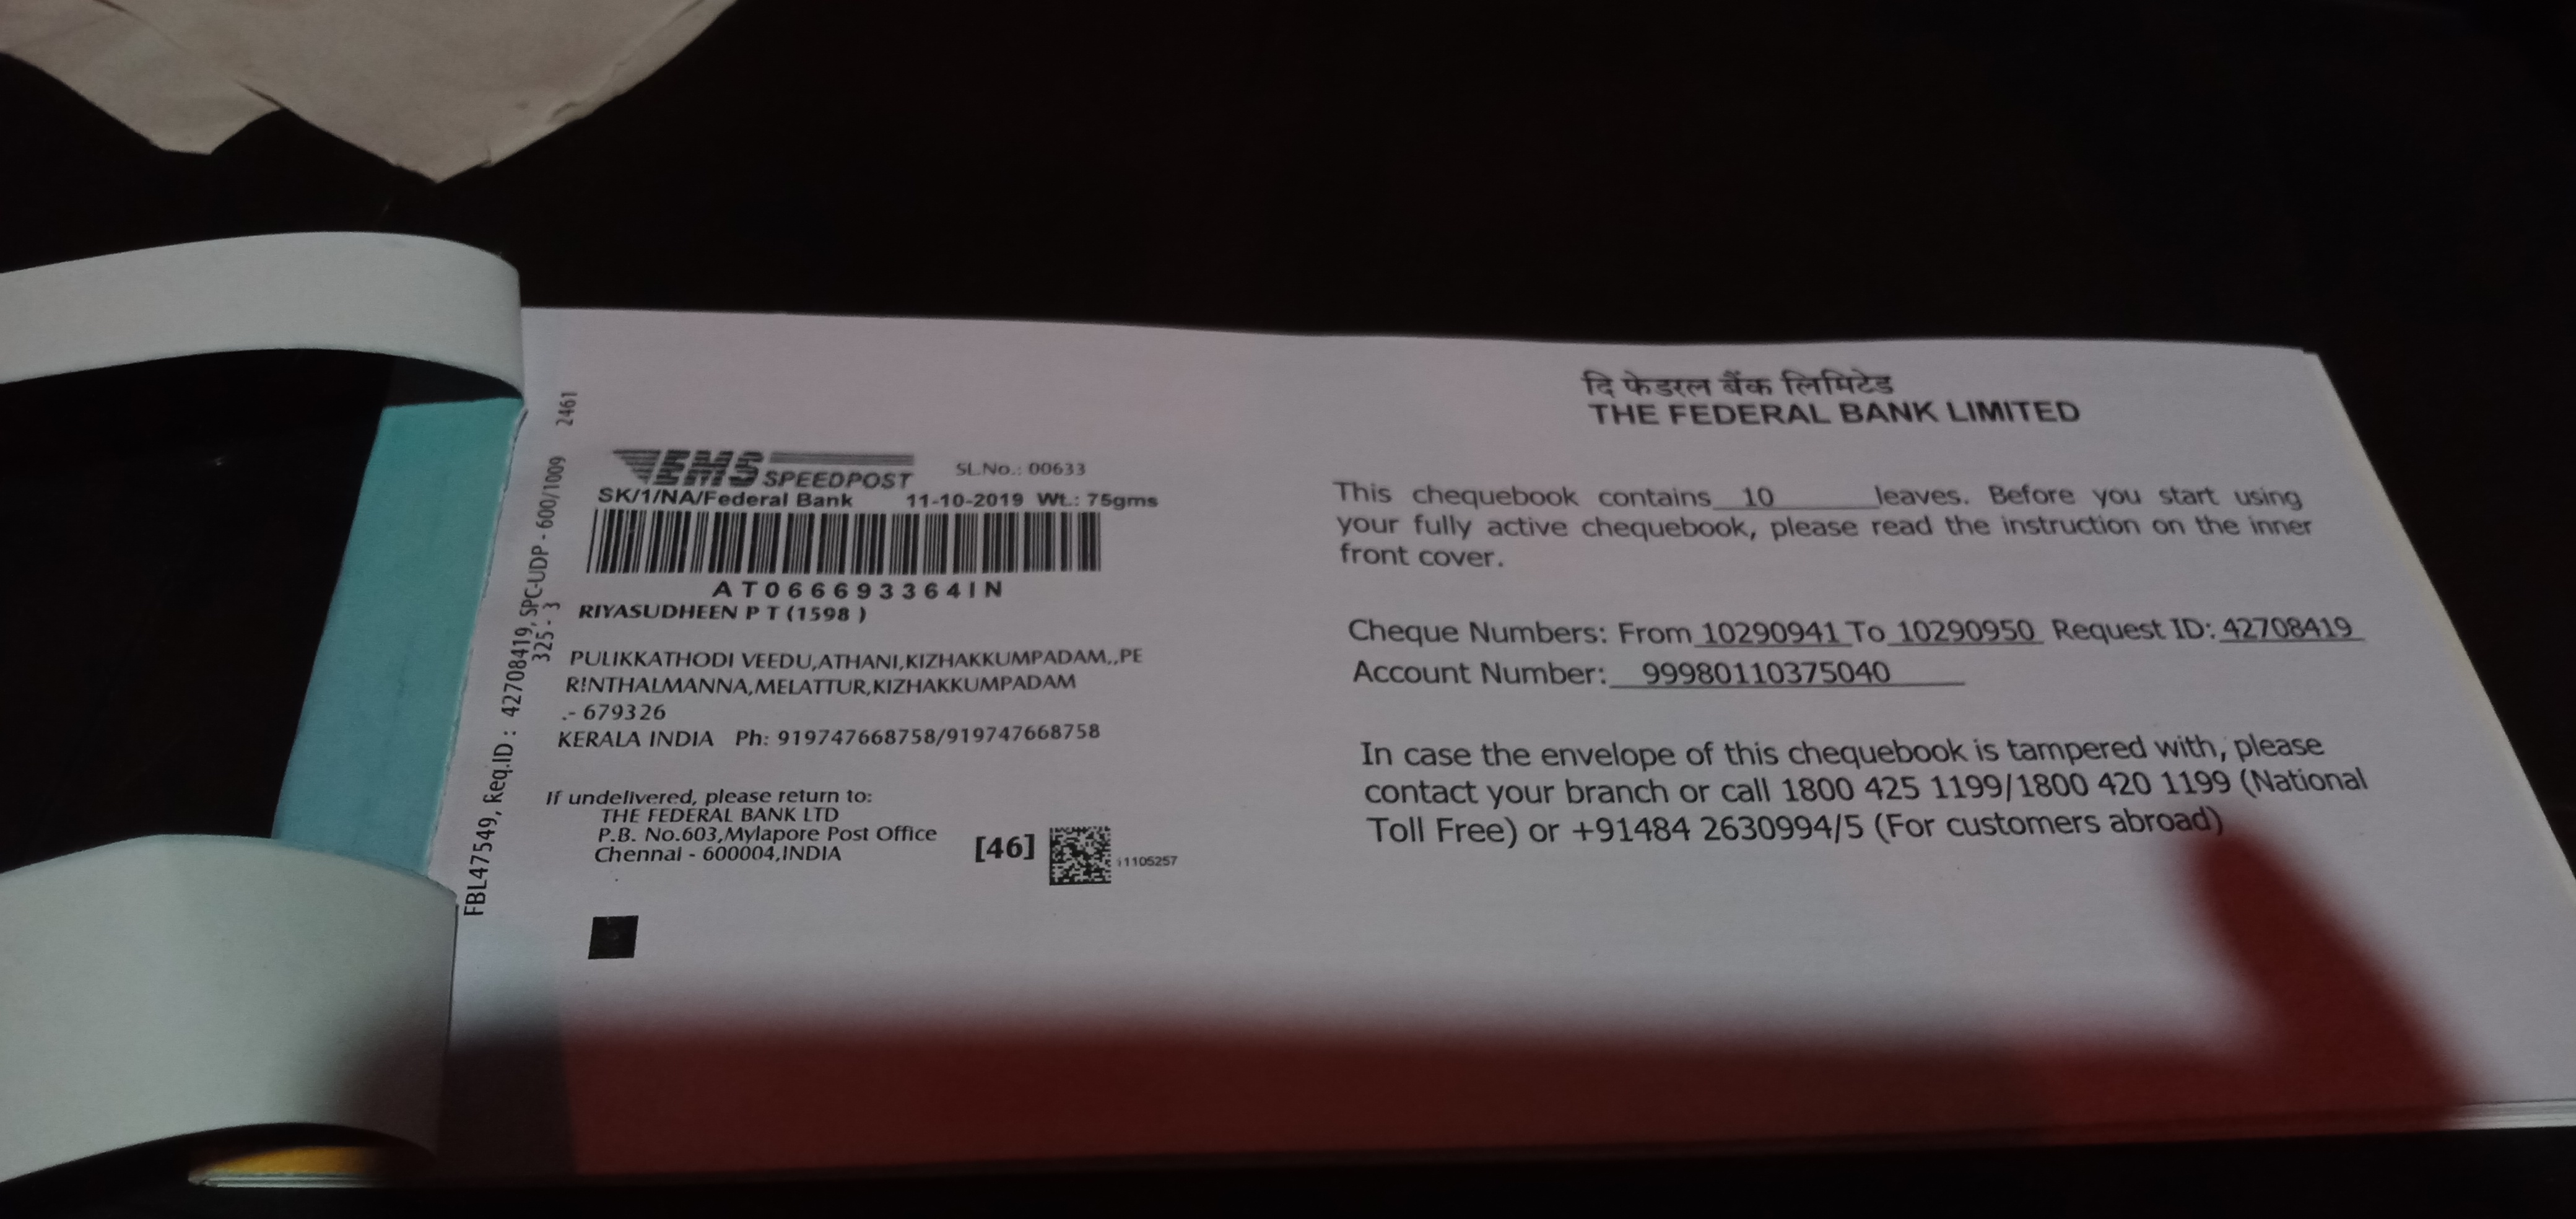 2461
FBL47549, Req.ID : 42708419, SPC-UDP - 600/1009
325 - 3
EMS SPEEDPOST
SL.No.: 00633
SK/1/NA/Federal Bank 11-10-2019 Wt.: 75gms
AT066693364IN
RIYASUDHEEN P T (1598 )
PULIKKATHODI VEEDU,ATHANI,KIZHAKKUMPADAM,,PE
RINTHALMANNA,MELATTUR,KIZHAKKUMPADAM
.- 679326
KERALA INDIA Ph: 919747668758/919747668758
If undelivered, please return to:
THE FEDERAL BANK LTD
P.B. No.603,Mylapore Post Office
Chennai - 600004,INDIA
[46]
11105257
दि फेडरल बैंक लिमिटेड
THE FEDERAL BANK LIMITED
This chequebook contains 10 leaves. Before you start using
your fully active chequebook, please read the instruction on the inner
front cover.
Cheque Numbers: From 10290941 To 10290950 Request ID: 42708419
Account Number: 99980110375040
In case the envelope of this chequebook is tampered with, please
contact your branch or call 1800 425 1199/1800 420 1199 (National
Toll Free) or +91484 2630994/5 (For customers abroad)